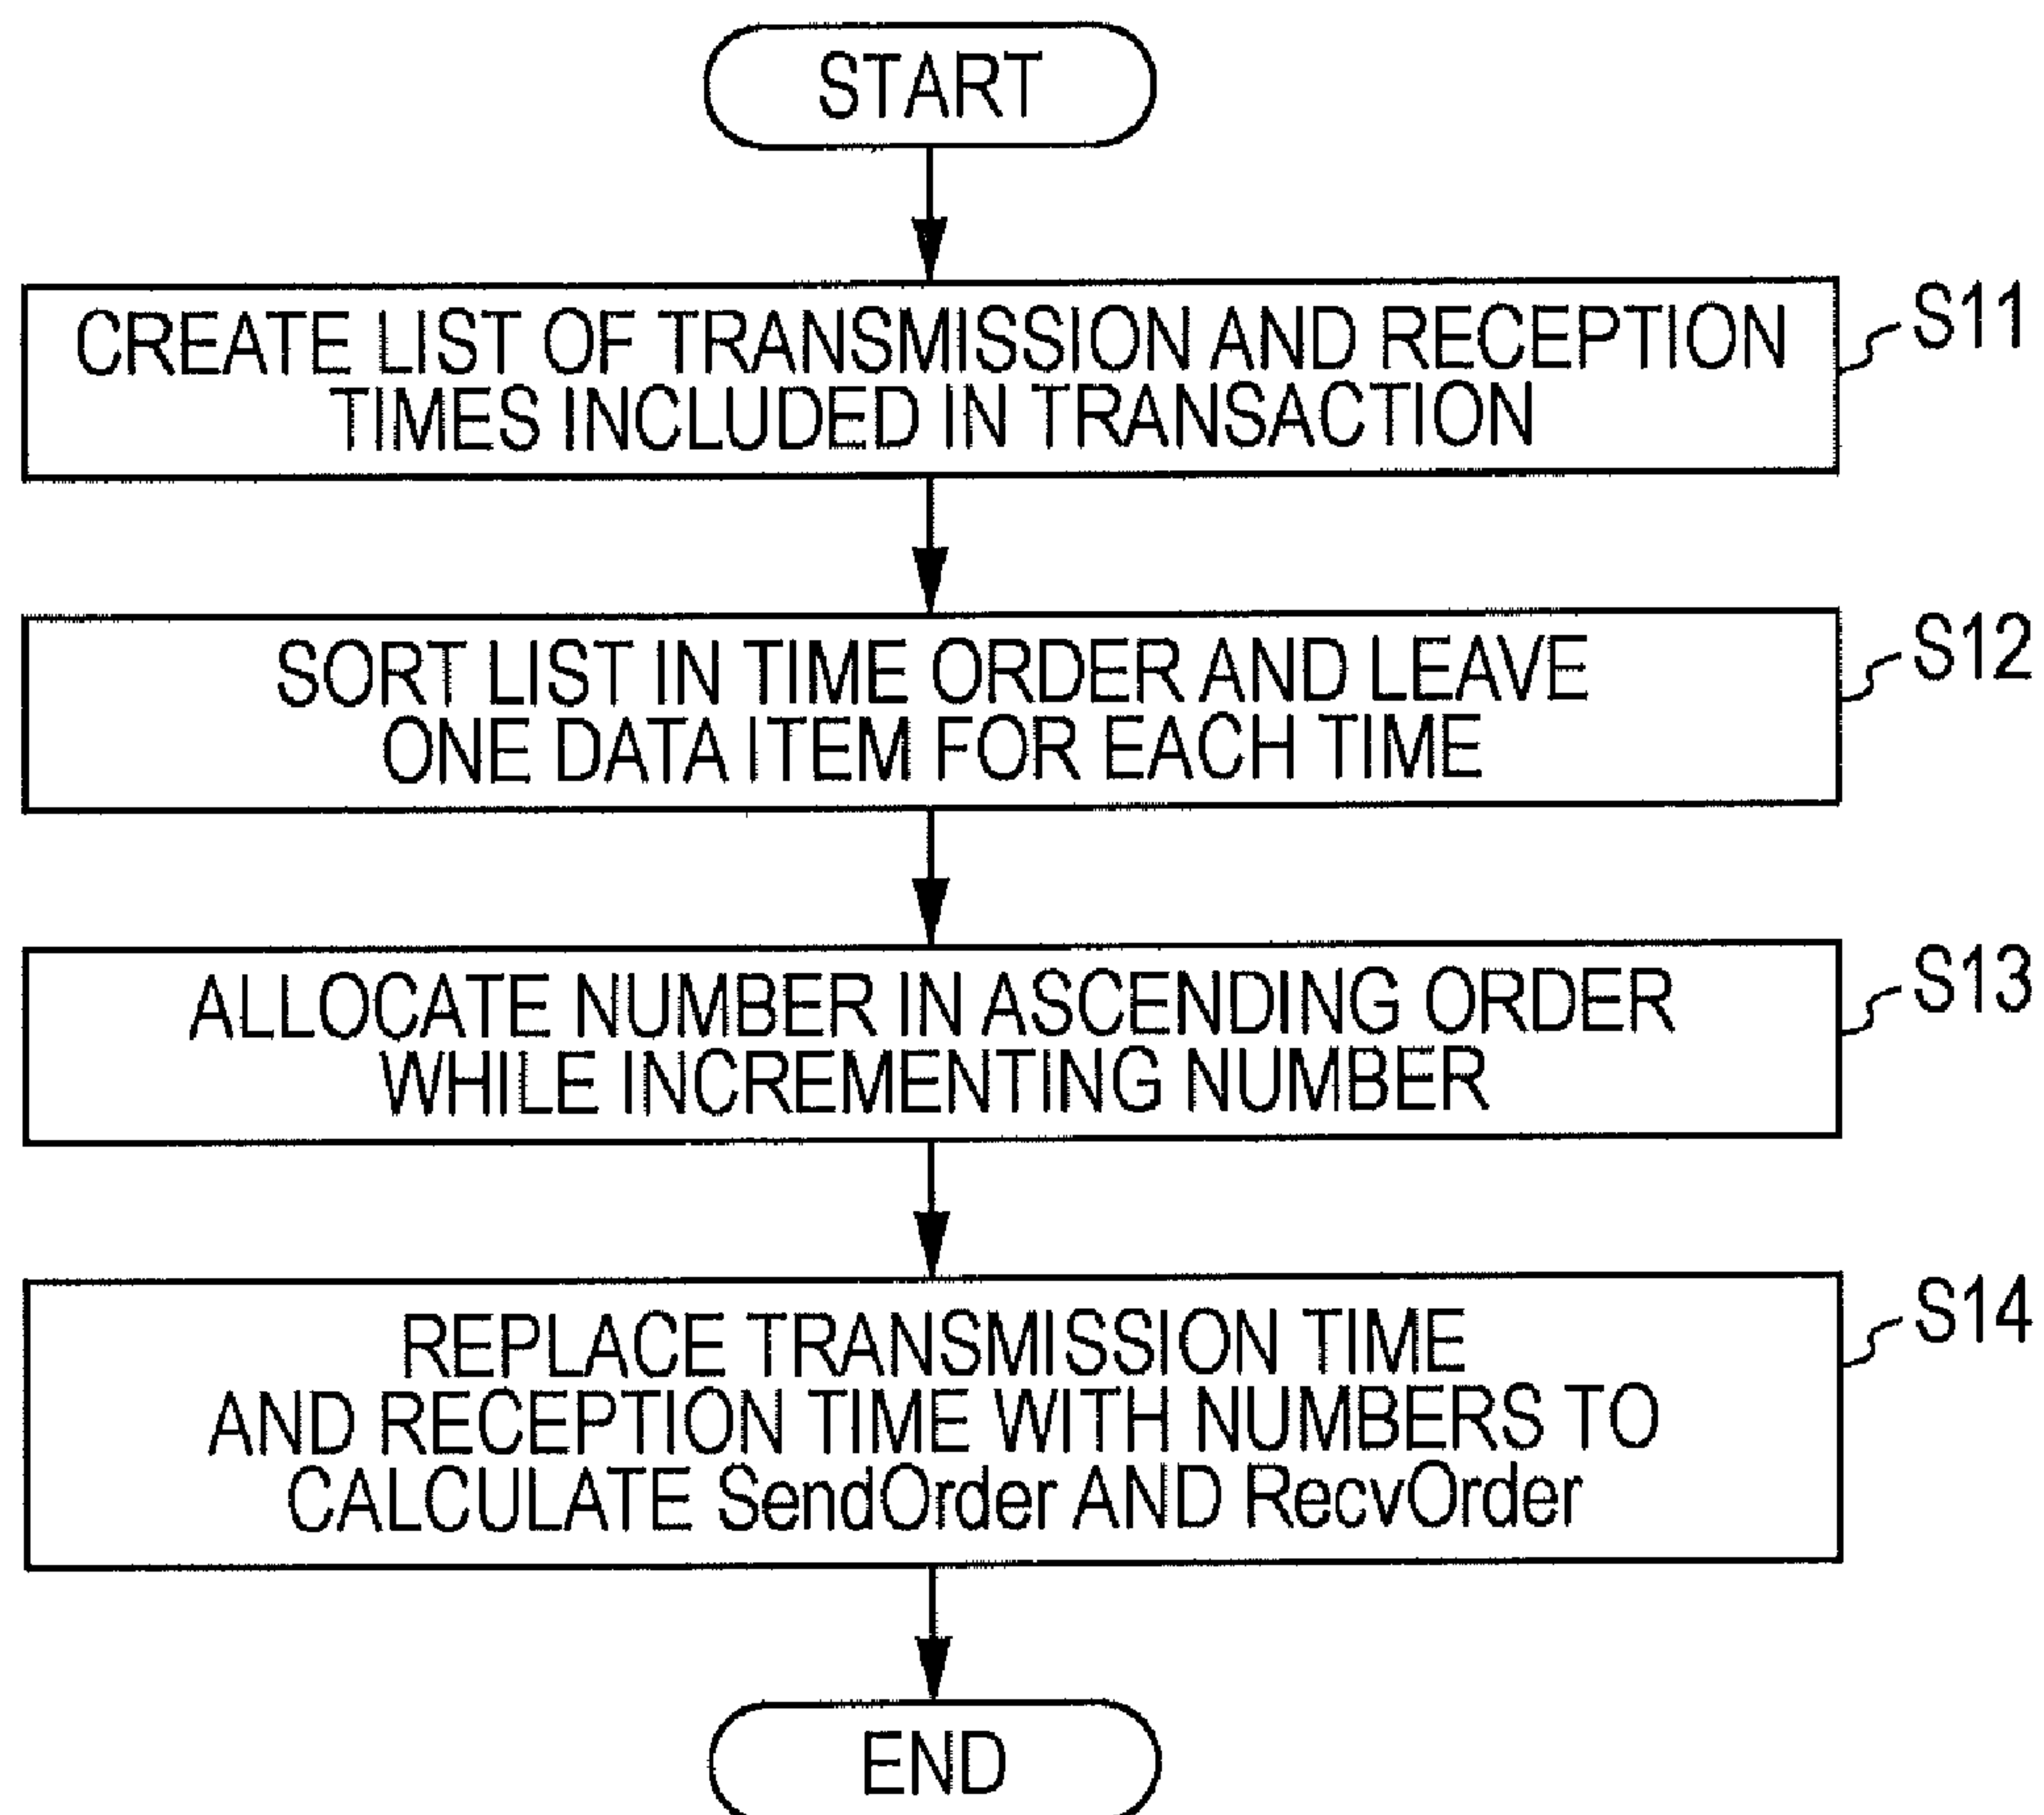 START
CREATE LIST OF TRANSMISSION AND RECEPTION
TIMES INCLUDED IN TRANSACTION
S11
SORT LIST IN TIME ORDER AND LEAVE
ONE DATA ITEM FOR EACH TIME
S12
ALLOCATE NUMBER IN ASCENDING ORDER
WHILE INCREMENTING NUMBER
S13
REPLACE TRANSMISSION TIME
AND RECEPTION TIME WITH NUMBERS TO
CALCULATE SendOrder AND RecvOrder
S14
END